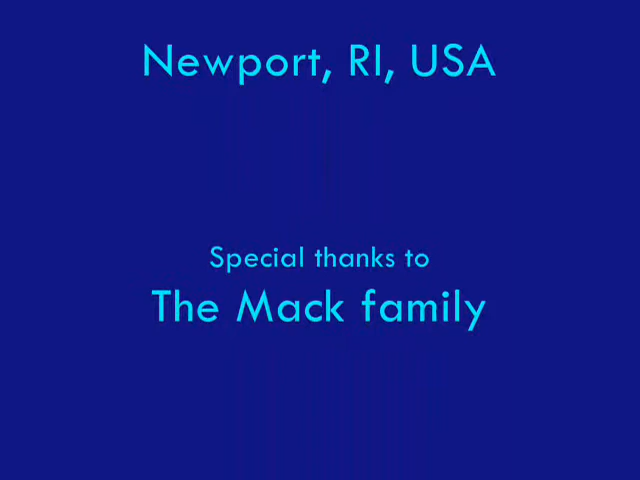 Newport, RI, USA
Special thanks to
The Mack family